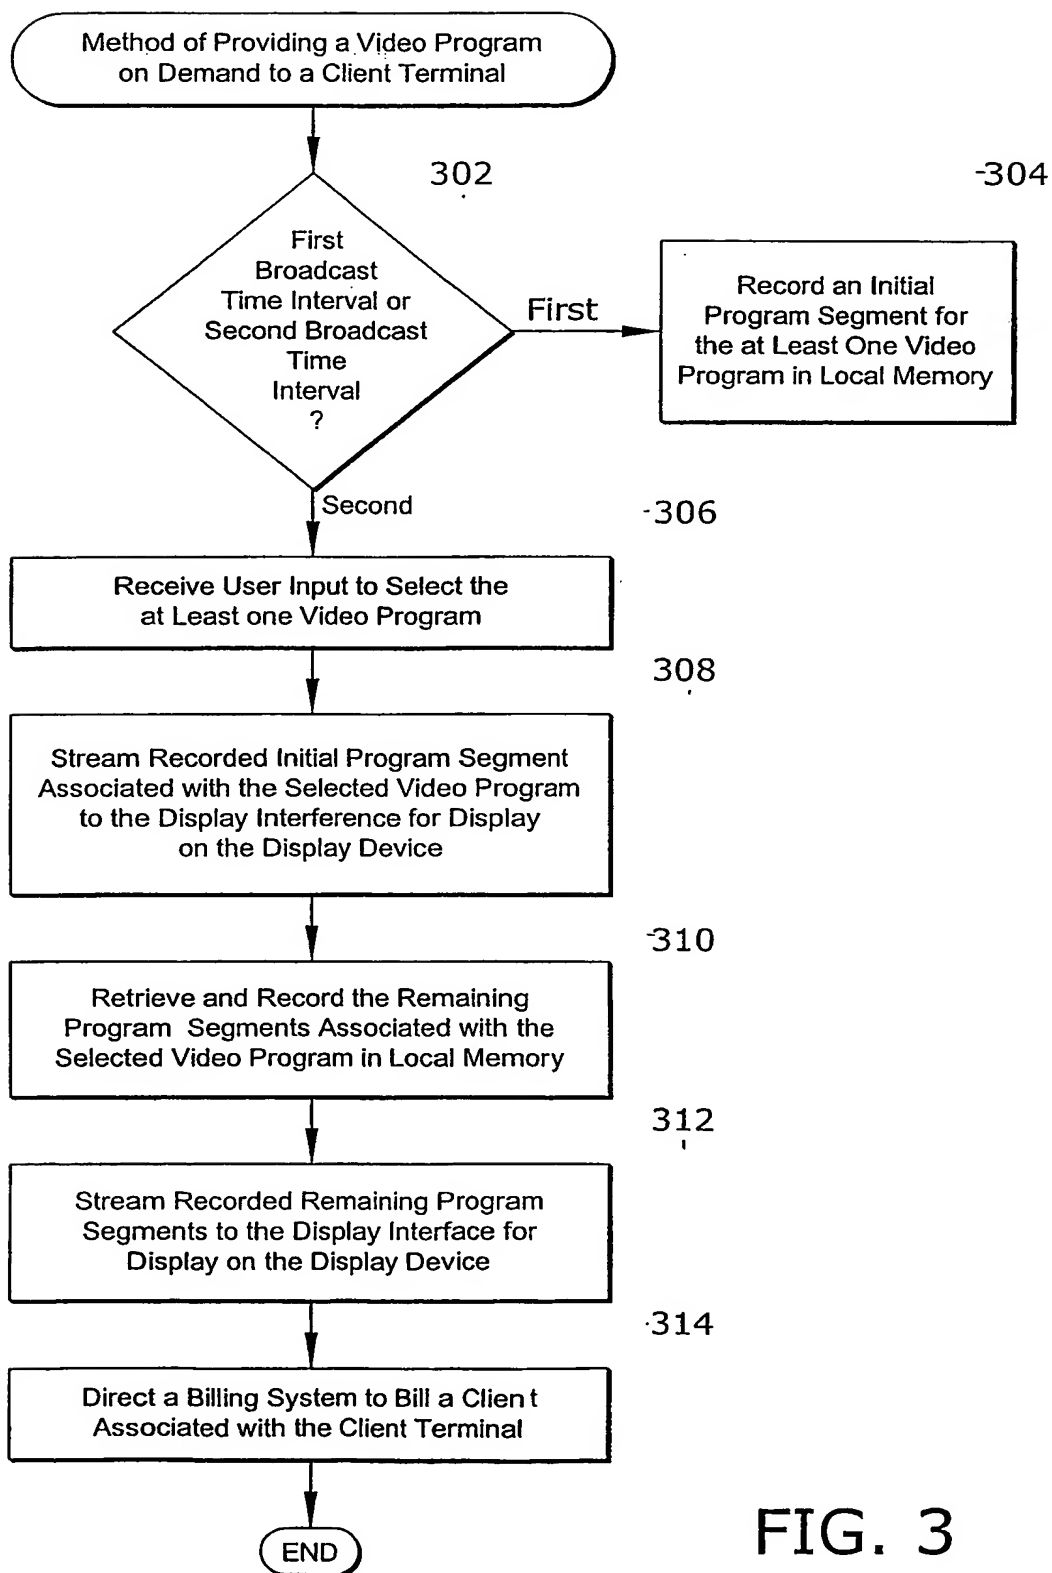 Method of Providing a Video Program
on Demand to a Client Terminal
302
304
First
Broadcast
Time Interval or
Second Broadcast
Time
Interval
?
First
Record an Initial
Program Segment for
the at Least One Video
Program in Local Memory
Second
306
Receive User Input to Select the
at Least one Video Program
308
Stream Recorded Initial Program Segment
Associated with the Selected Video Program
to the Display Interference for Display
on the Display Device
310
Retrieve and Record the Remaining
Program Segments Associated with the
Selected Video Program in Local Memory
312
Stream Recorded Remaining Program
Segments to the Display Interface for
Display on the Display Device
314
Direct a Billing System to Bill a Client
Associated with the Client Terminal
END
FIG. 3